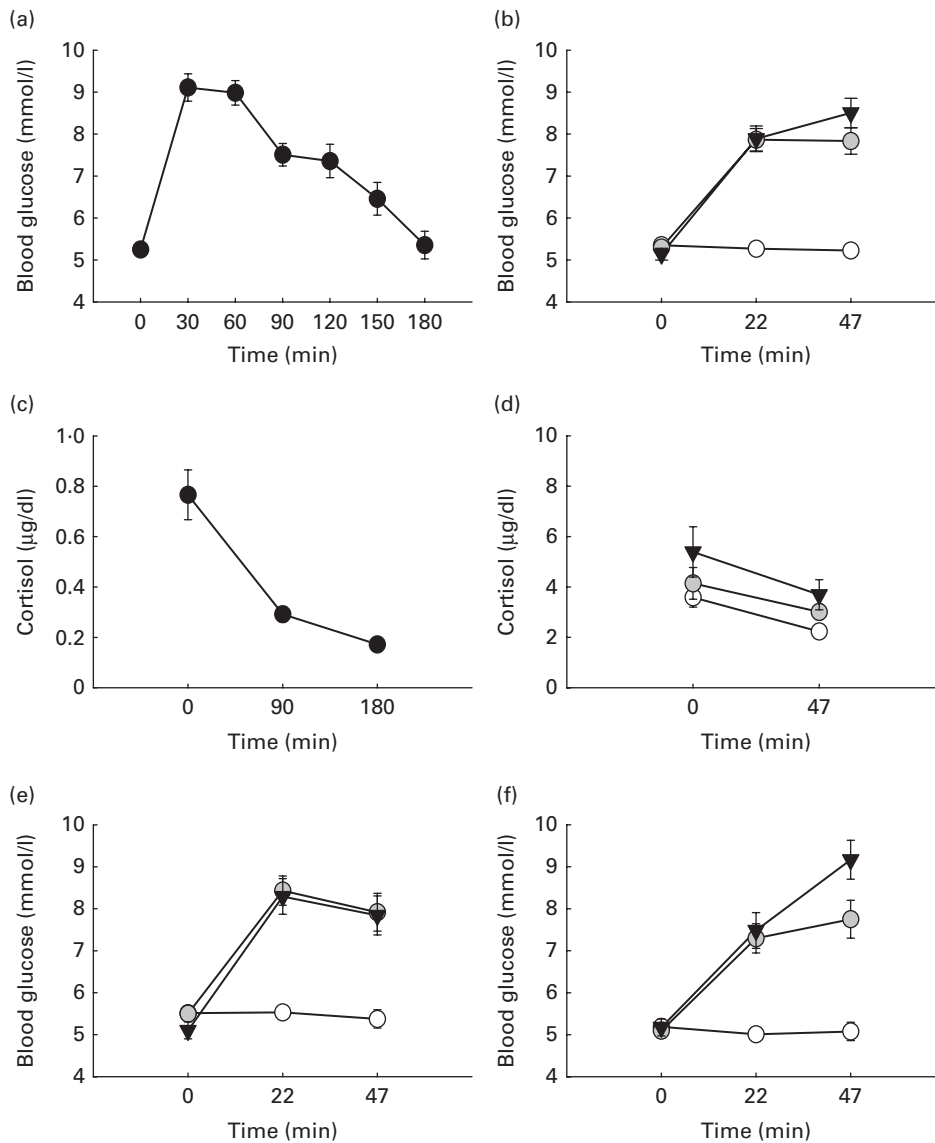 (a)
10
9
8
7
6
5
4
Blood glucose (mmol/l)
0 30 60 90 120 150 180
Time (min)
(b)
10
9
8
7
6
5
4
Blood glucose (mmol/l)
0 22 47
Time (min)
(c)
1·0
0.8
0.6
0.4
0.2
0
Cortisol (μg/dl)
0 90 180
Time (min)
(d)
10
8
6
4
2
0
Cortisol (μg/dl)
0 47
Time (min)
(e)
10
9
8
7
6
5
4
Blood glucose (mmol/l)
0 22 47
Time (min)
(f)
10
9
8
7
6
5
4
Blood glucose (mmol/l)
0 22 47
Time (min)